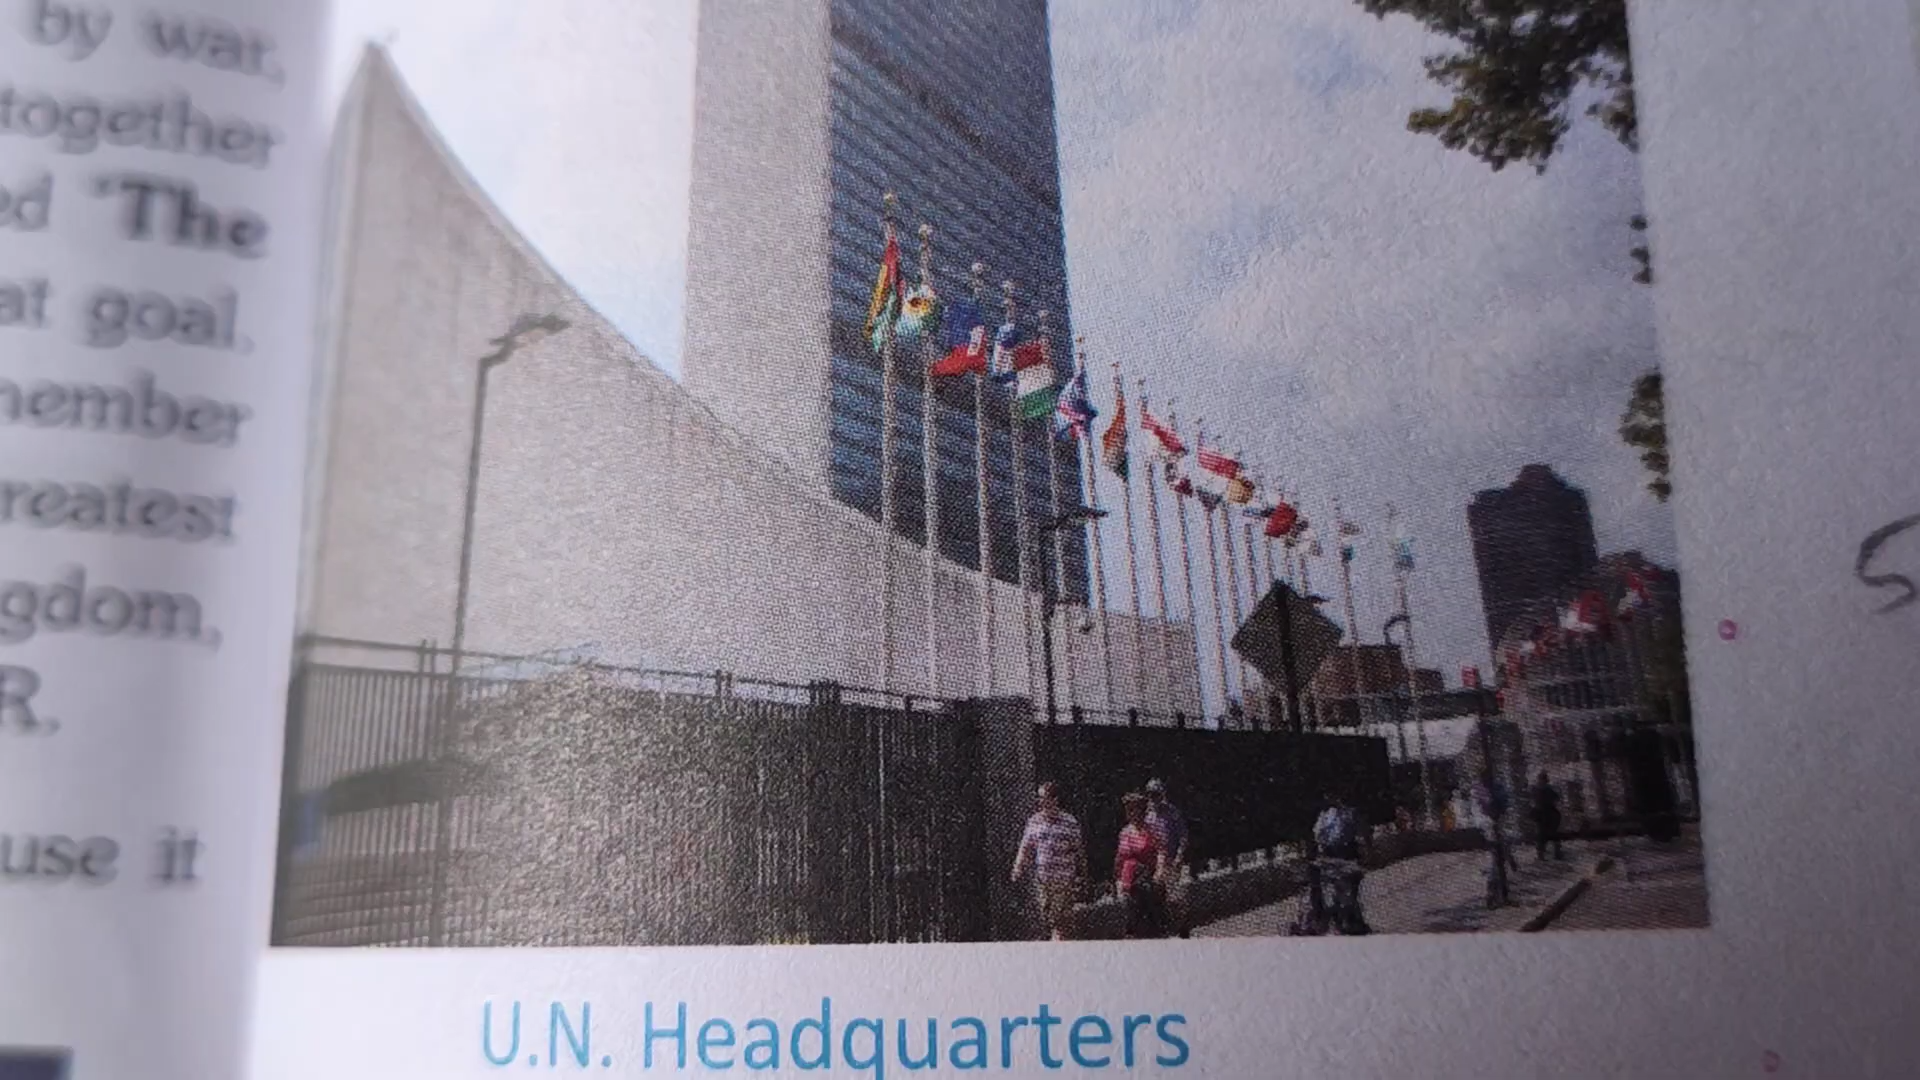 by war,
together
ed 'The
at goal.
member
reatest
gdom,
R.
use it
U.N. Headquarters
S